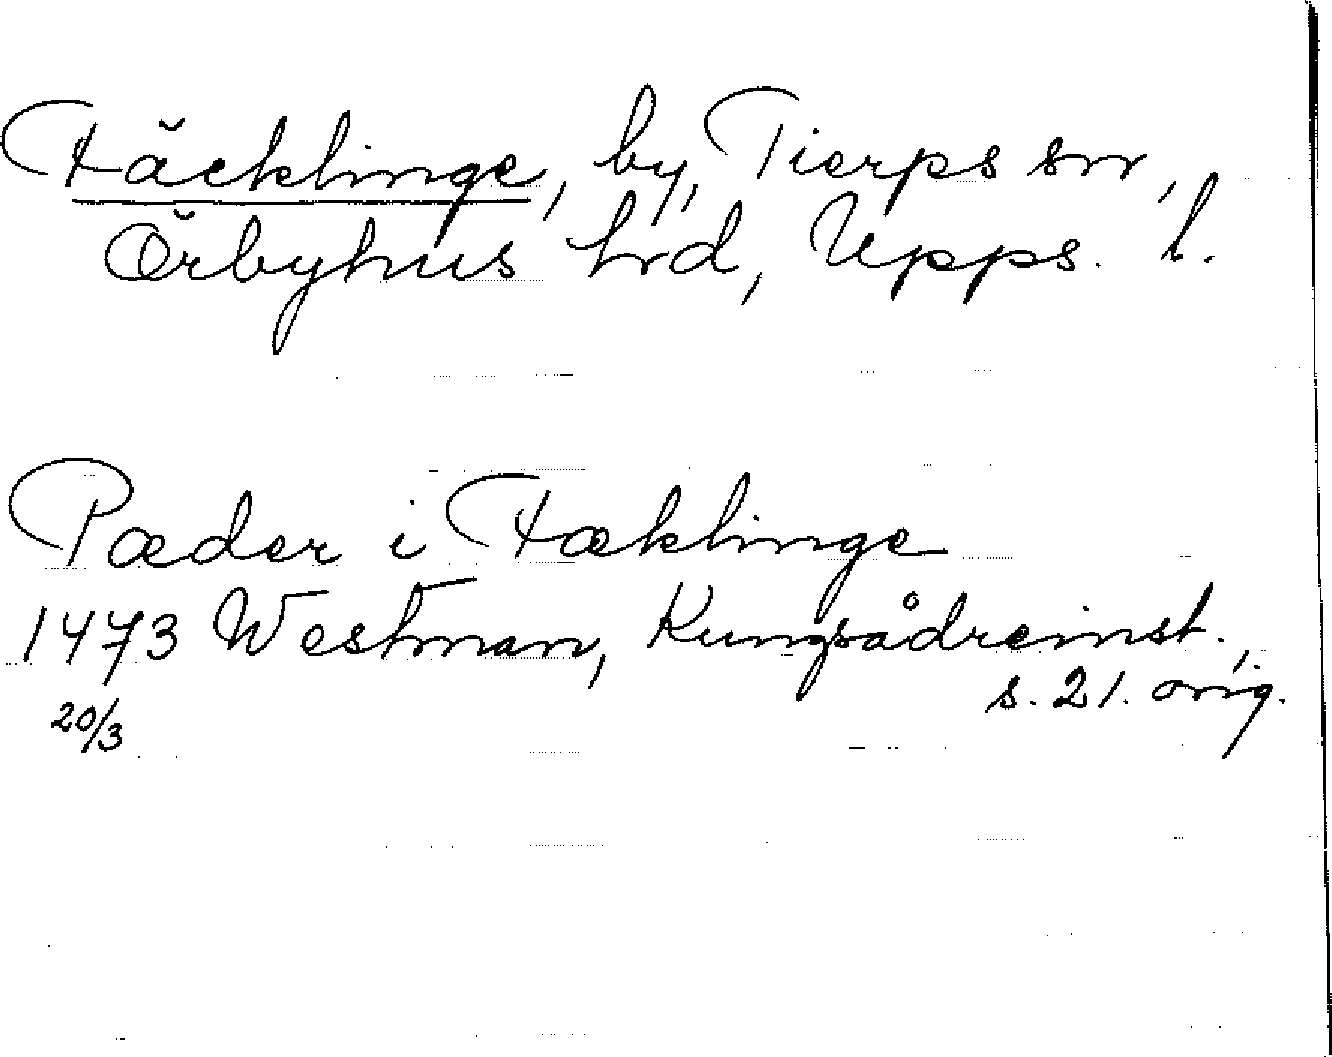 Fäcklinge, by, Tierps sn,
Örbyhus hd, Upps. l.
Pæder i Fæklinge
1473 Westman, Kungsådreinst.,
20/3 s. 21. orig.